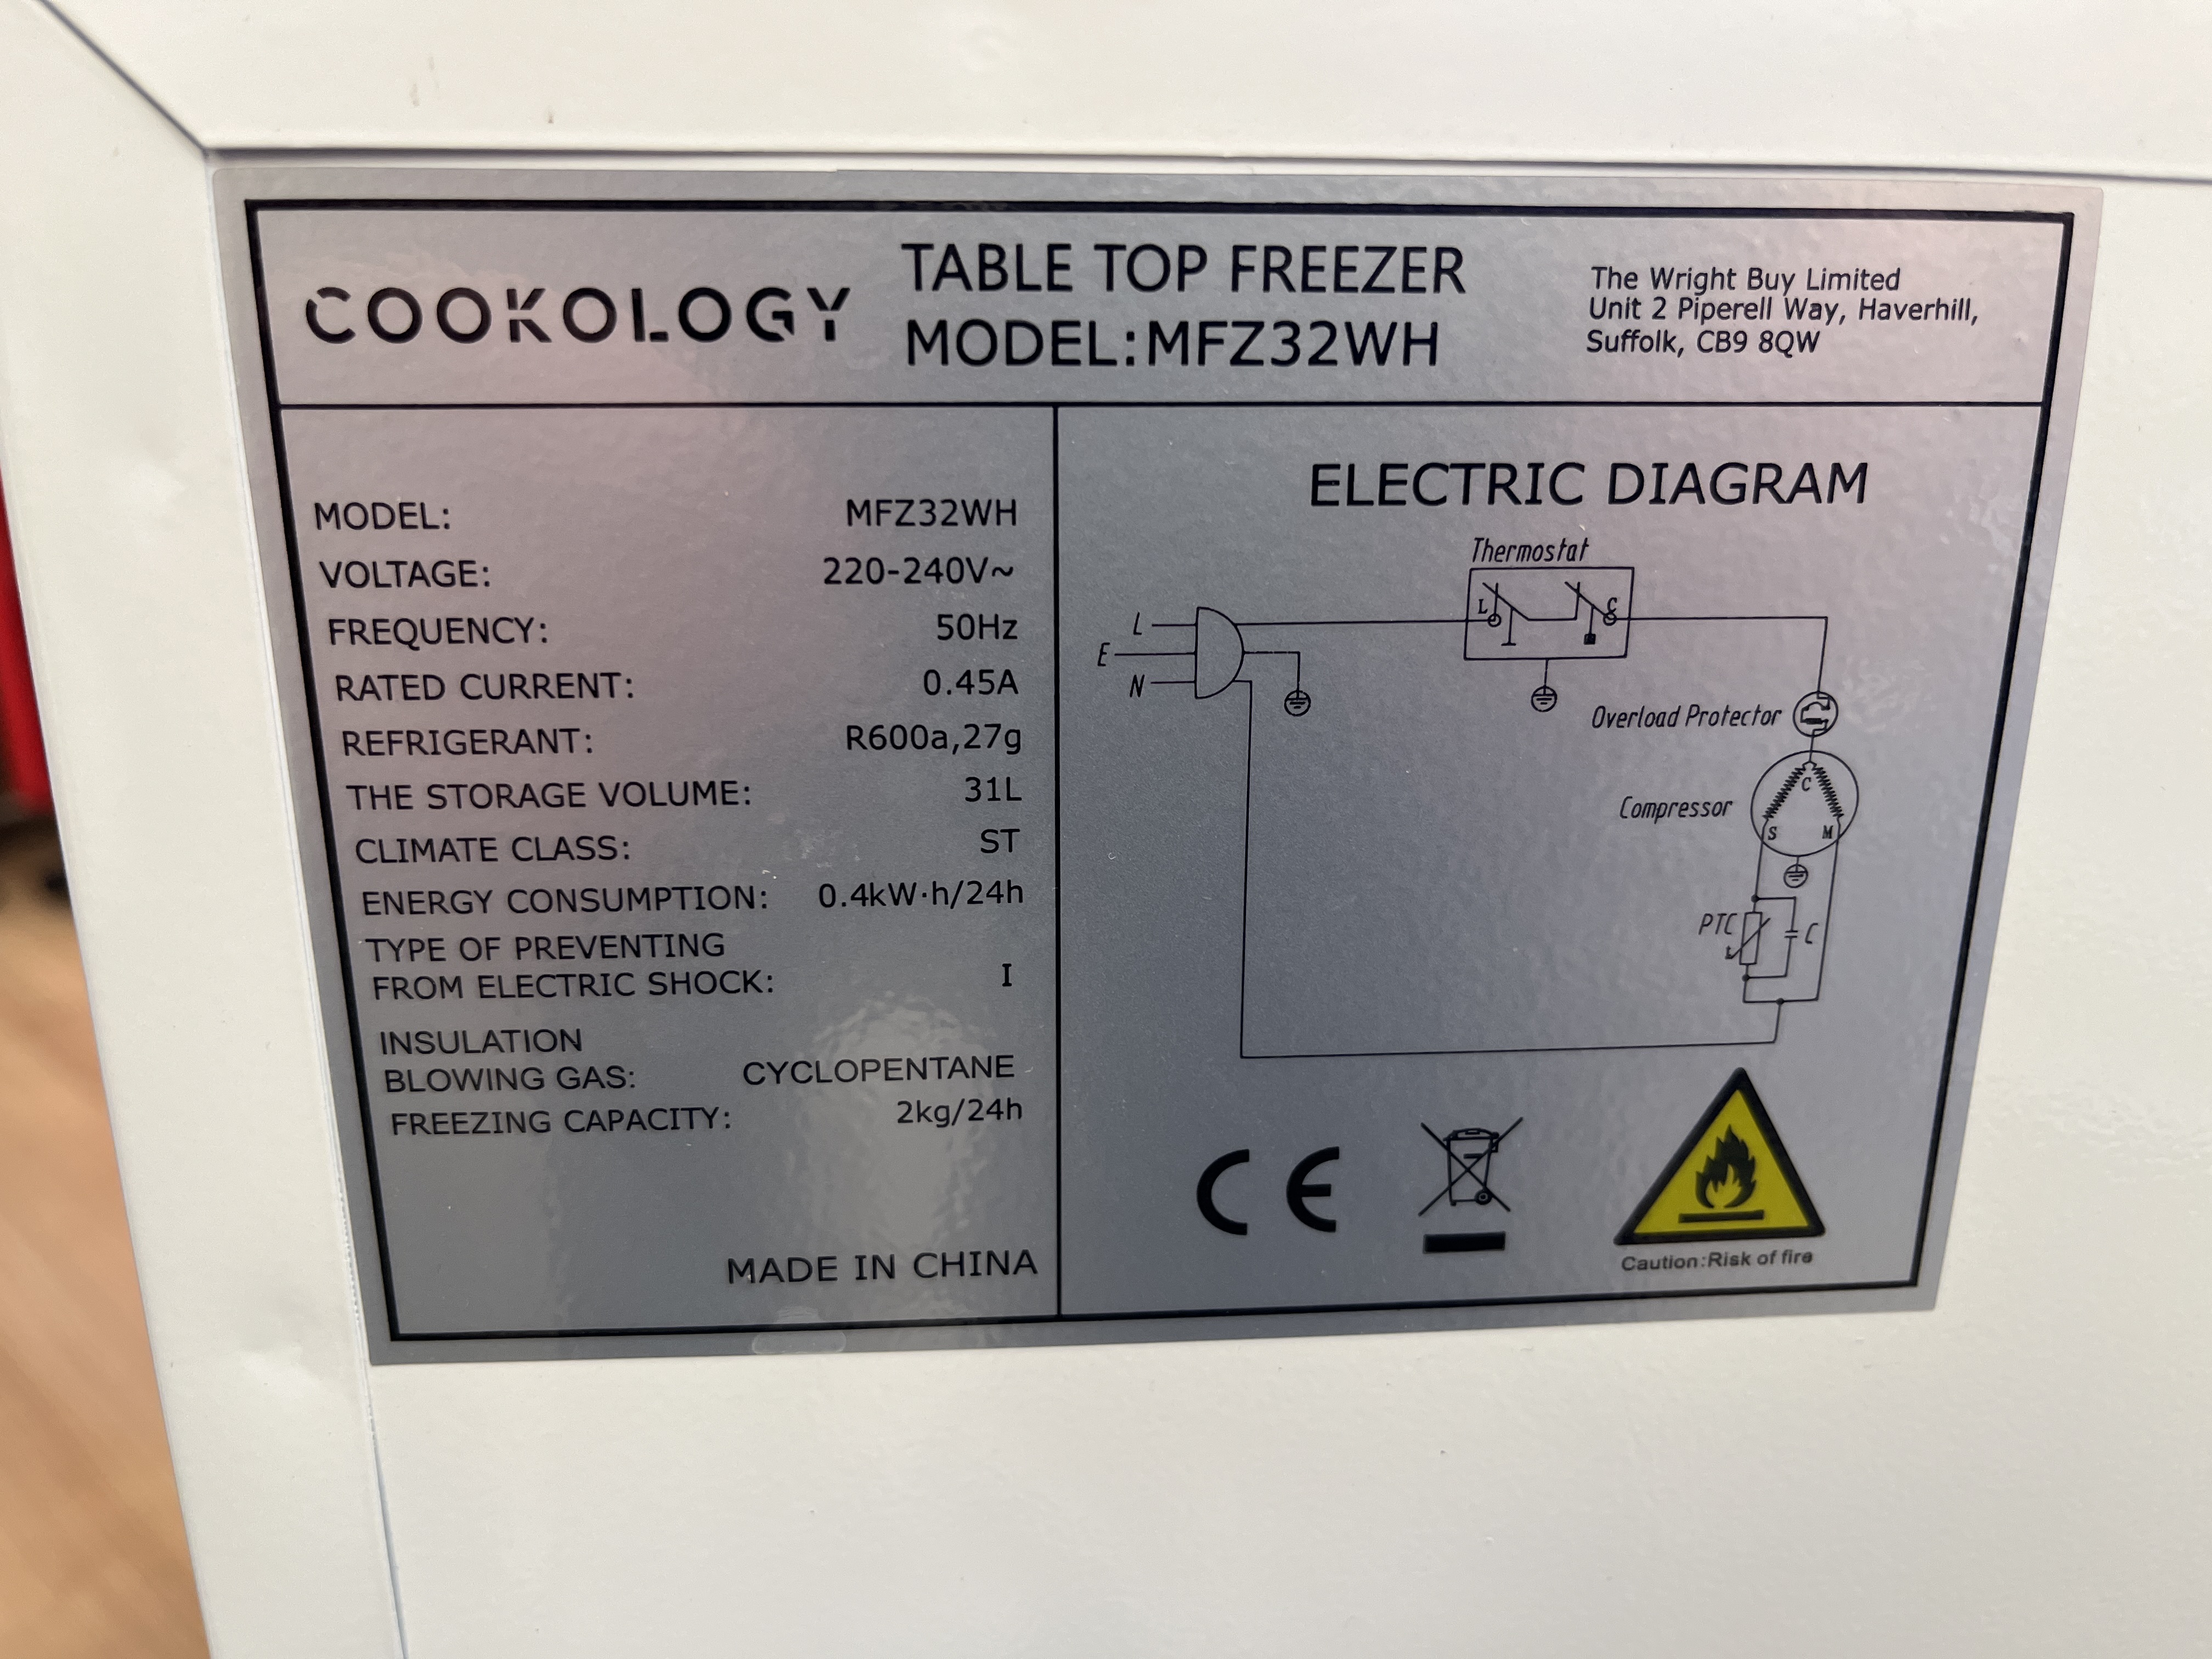 COOKOLOGY
TABLE TOP FREEZER
MODEL:MFZ32WH
The Wright Buy Limited
Unit 2 Piperell Way, Haverhill,
Suffolk, CB9 8QW
MODEL: MFZ32WH
VOLTAGE: 220-240V~
FREQUENCY: 50Hz
RATED CURRENT: 0.45A
REFRIGERANT: R600a,27g
THE STORAGE VOLUME: 31L
CLIMATE CLASS: ST
ENERGY CONSUMPTION: 0.4kW·h/24h
TYPE OF PREVENTING
FROM ELECTRIC SHOCK: I
INSULATION
BLOWING GAS: CYCLOPENTANE
FREEZING CAPACITY: 2kg/24h
MADE IN CHINA
ELECTRIC DIAGRAM
Thermostat
L C
L
E
N
Overload Protector
Compressor
C
S M
PTC C
CE
Caution:Risk of fire